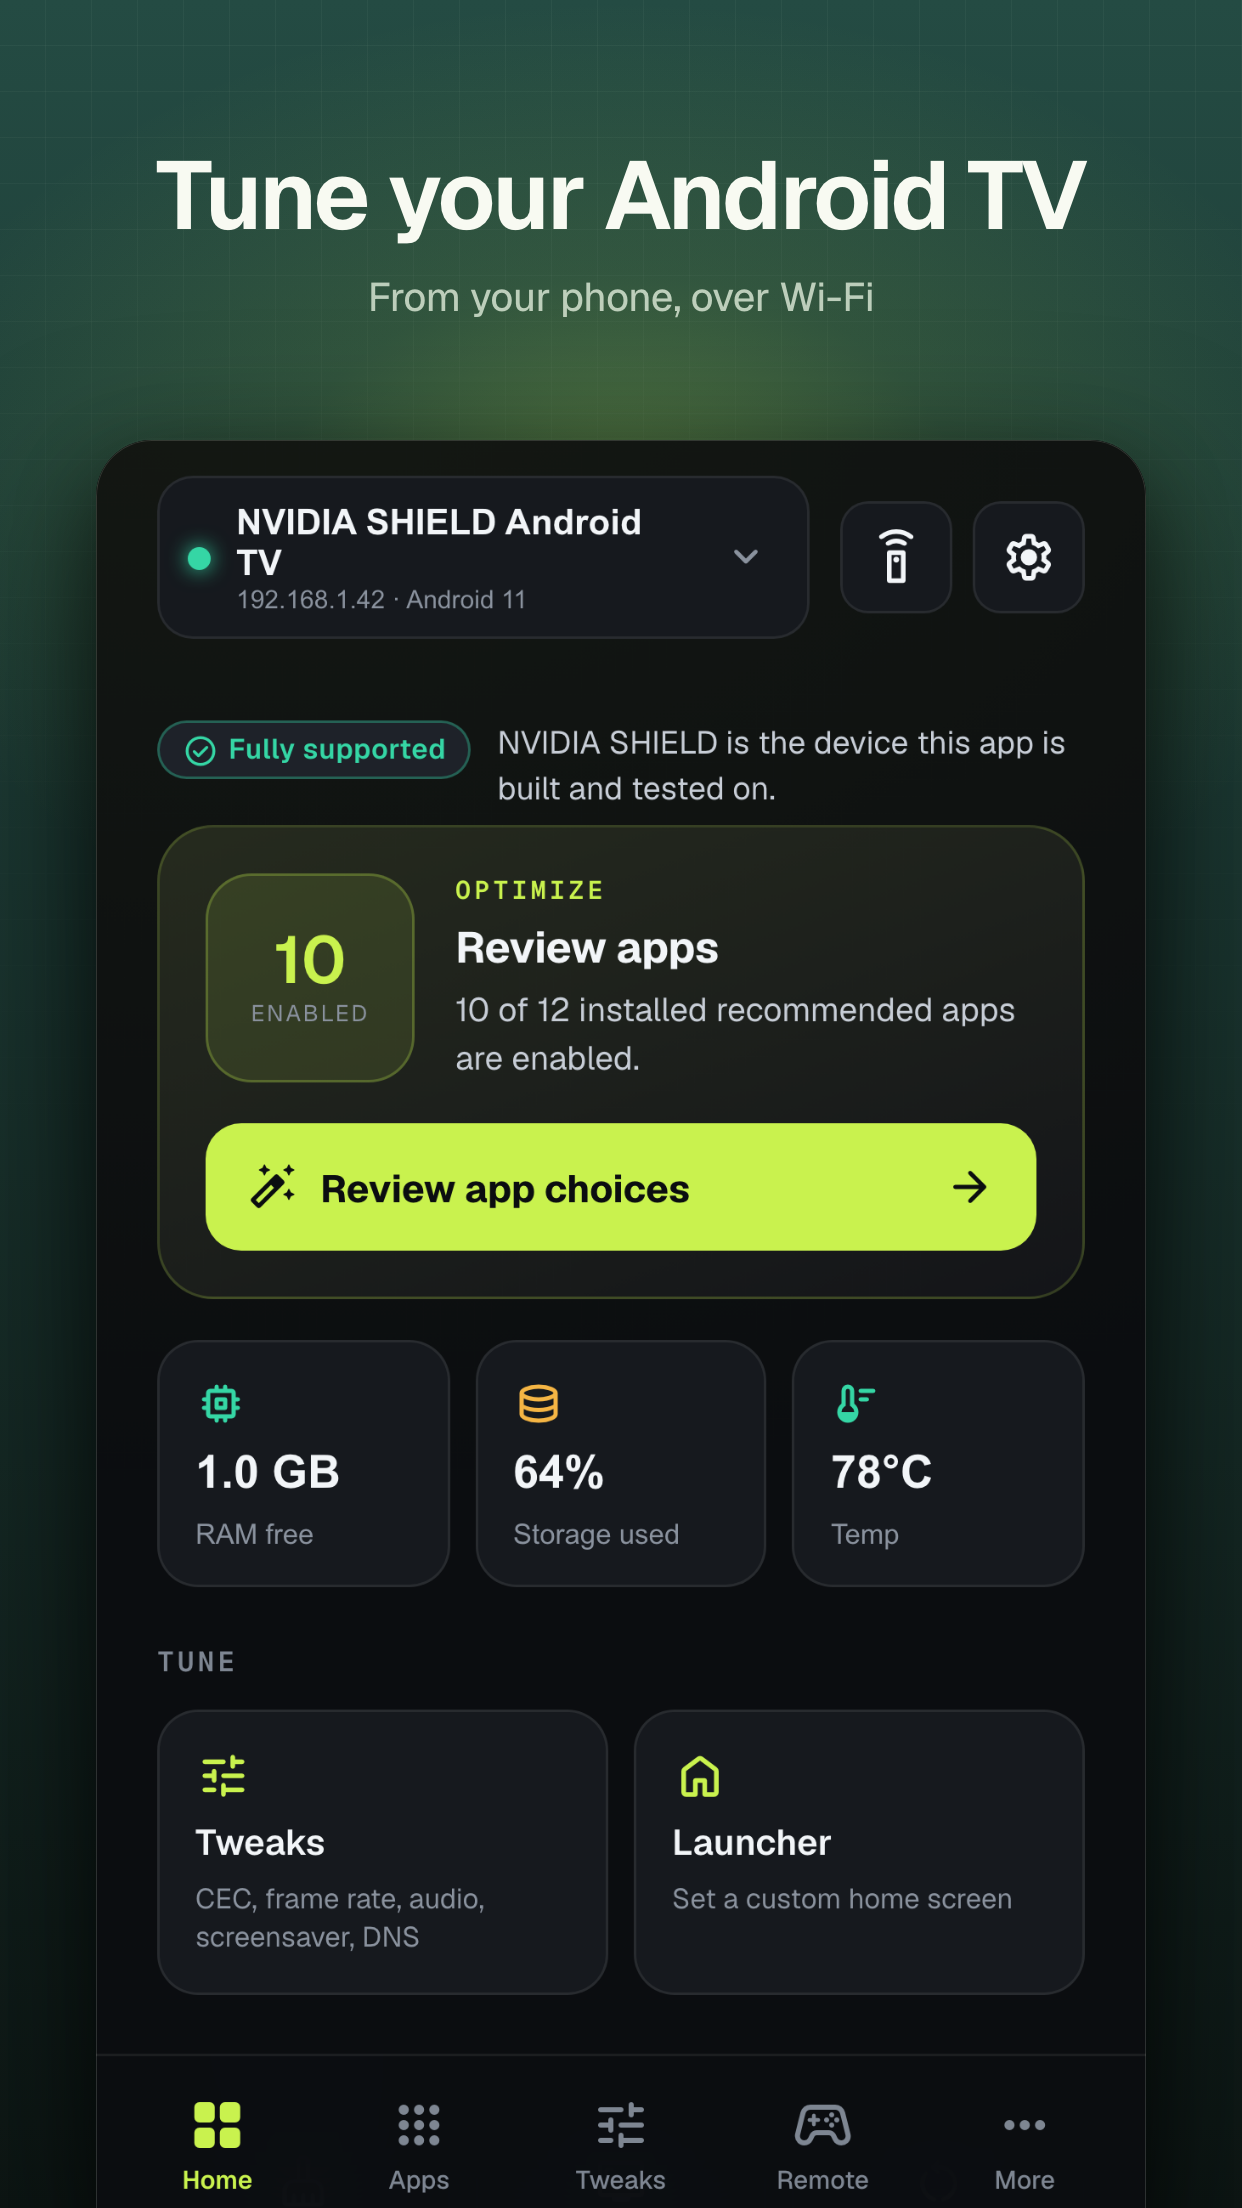 Tune your Android TV
From your phone, over Wi-Fi
NVIDIA SHIELD Android
TV
192.168.1.42 · Android 11
Fully supported
NVIDIA SHIELD is the device this app is
built and tested on.
10
ENABLED
OPTIMIZE
Review apps
10 of 12 installed recommended apps
are enabled.
Review app choices
1.0 GB
RAM free
64%
Storage used
78°C
Temp
TUNE
Tweaks
CEC, frame rate, audio,
screensaver, DNS
Launcher
Set a custom home screen
Home
Apps
Tweaks
Remote
More